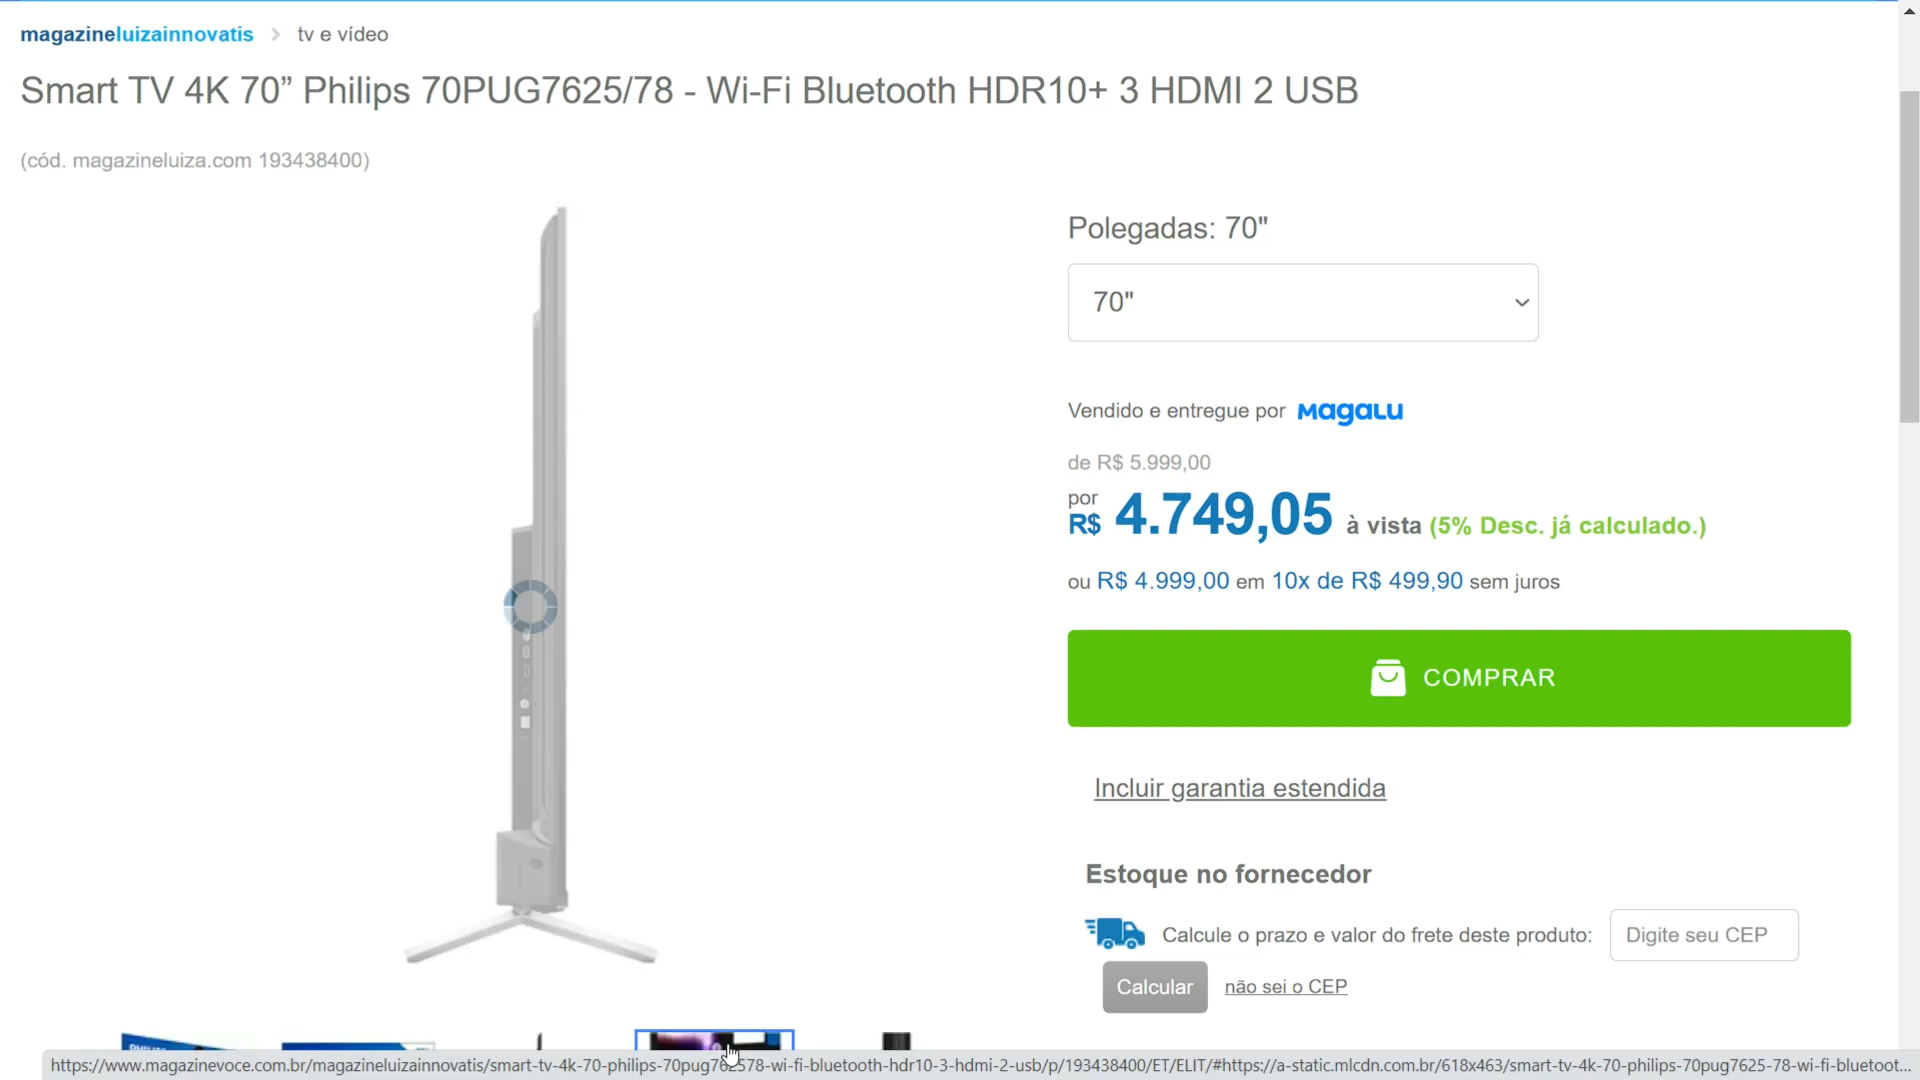 magazineluizainnovatis > tv e vídeo
Smart TV 4K 70” Philips 70PUG7625/78 - Wi-Fi Bluetooth HDR10+ 3 HDMI 2 USB
(cód. magazineluiza.com 193438400)
Polegadas: 70"
70"
Vendido e entregue por Magalu
de R$ 5.999,00
por
R$ 4.749,05 à vista (5% Desc. já calculado.)
ou R$ 4.999,00 em 10x de R$ 499,90 sem juros
COMPRAR
Incluir garantia estendida
Estoque no fornecedor
Calcule o prazo e valor do frete deste produto: Digite seu CEP
Calcular não sei o CEP
https://www.magazinevoce.com.br/magazineluizainnovatis/smart-tv-4k-70-philips-70pug762578-wi-fi-bluetooth-hdr10-3-hdmi-2-usb/p/193438400/ET/ELIT/#https://a-static.mlcdn.com.br/618x463/smart-tv-4k-70-philips-70pug7625-78-wi-fi-bluetoot...